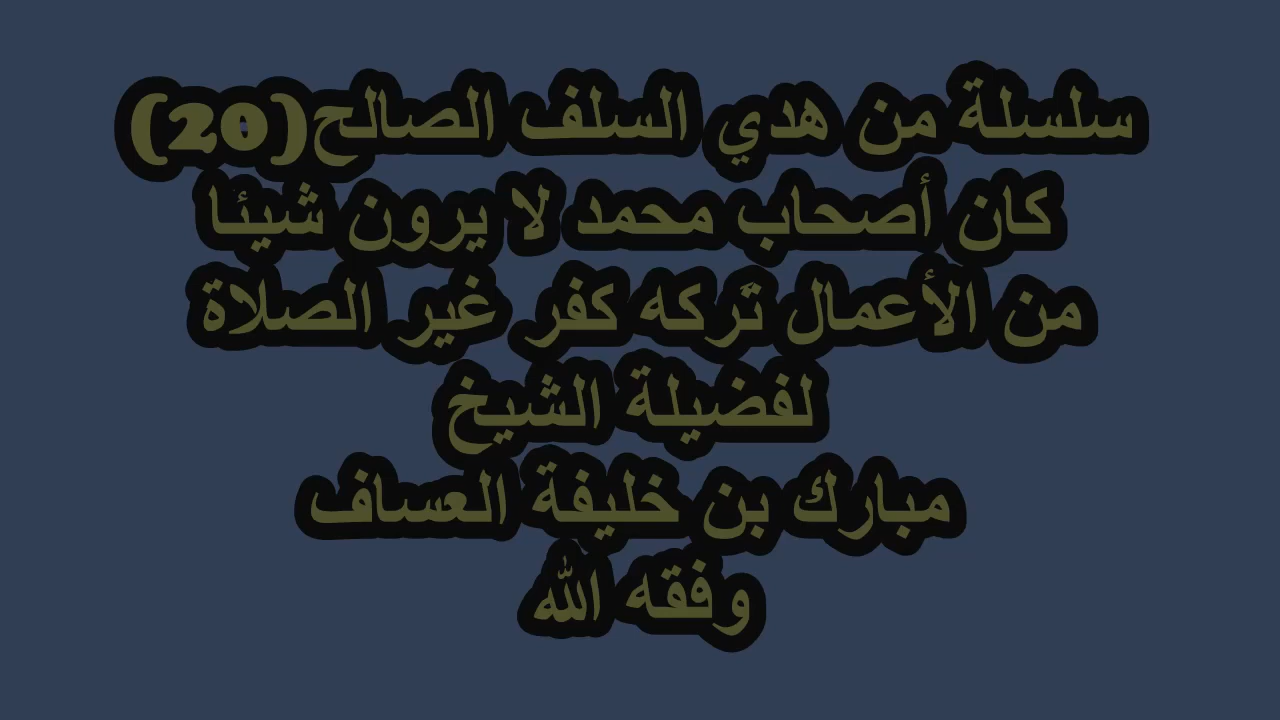 سلسلة من هدي السلف الصالح(20)
كان أصحاب محمد لا يرون شيئا
من الأعمال تَركه كفر غير الصلاة
لفضيلة الشيخ
مبارك بن خليفة العساف
وفقه الله